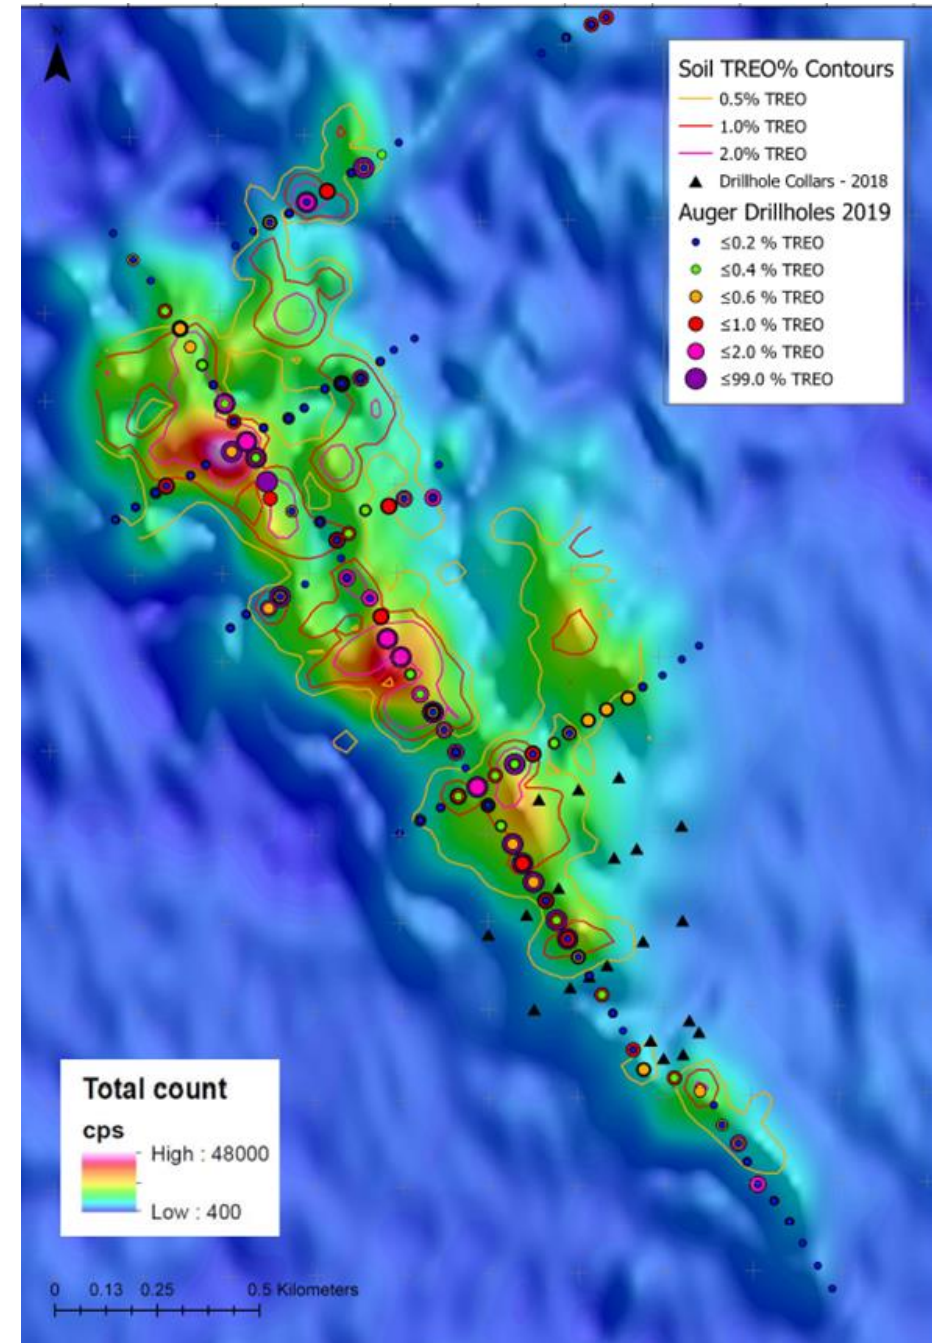 N
Soil TREO% Contours
0.5% TREO
1.0% TREO
2.0% TREO
Drillhole Collars - 2018
Auger Drillholes 2019
≤0.2 % TREO
≤0.4 % TREO
≤0.6 % TREO
≤1.0 % TREO
≤2.0 % TREO
≤99.0 % TREO
Total count
cps
High : 48000
Low : 400
0 0.13 0.25 0.5 Kilometers